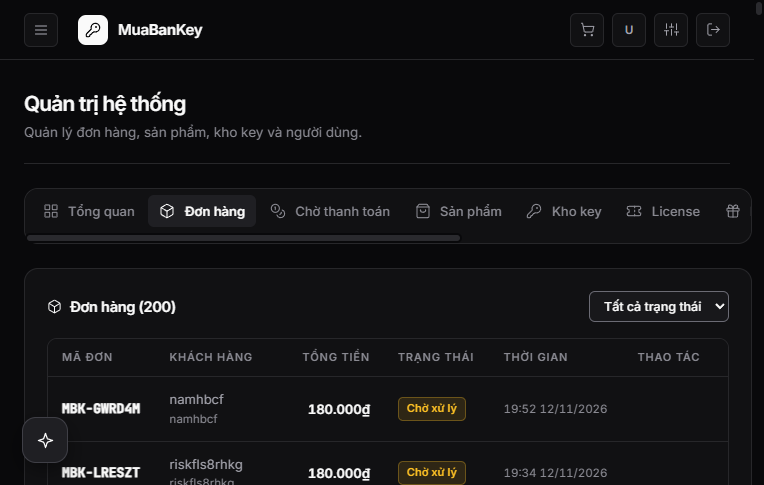 MuaBanKey
U
Quản trị hệ thống
Quản lý đơn hàng, sản phẩm, kho key và người dùng.
Tổng quan Đơn hàng Chờ thanh toán Sản phẩm Kho key License
Đơn hàng (200) Tất cả trạng thái
MÃ ĐƠN KHÁCH HÀNG TỔNG TIỀN TRẠNG THÁI THỜI GIAN THAO TÁC
MBK-GWRD4M namhbcf 180.000₫ Chờ xử lý 19:52 12/11/2026
namhbcf
MBK-LRESZT riskfls8rhkg 180.000₫ Chờ xử lý 19:34 12/11/2026
riskfls8rhkg